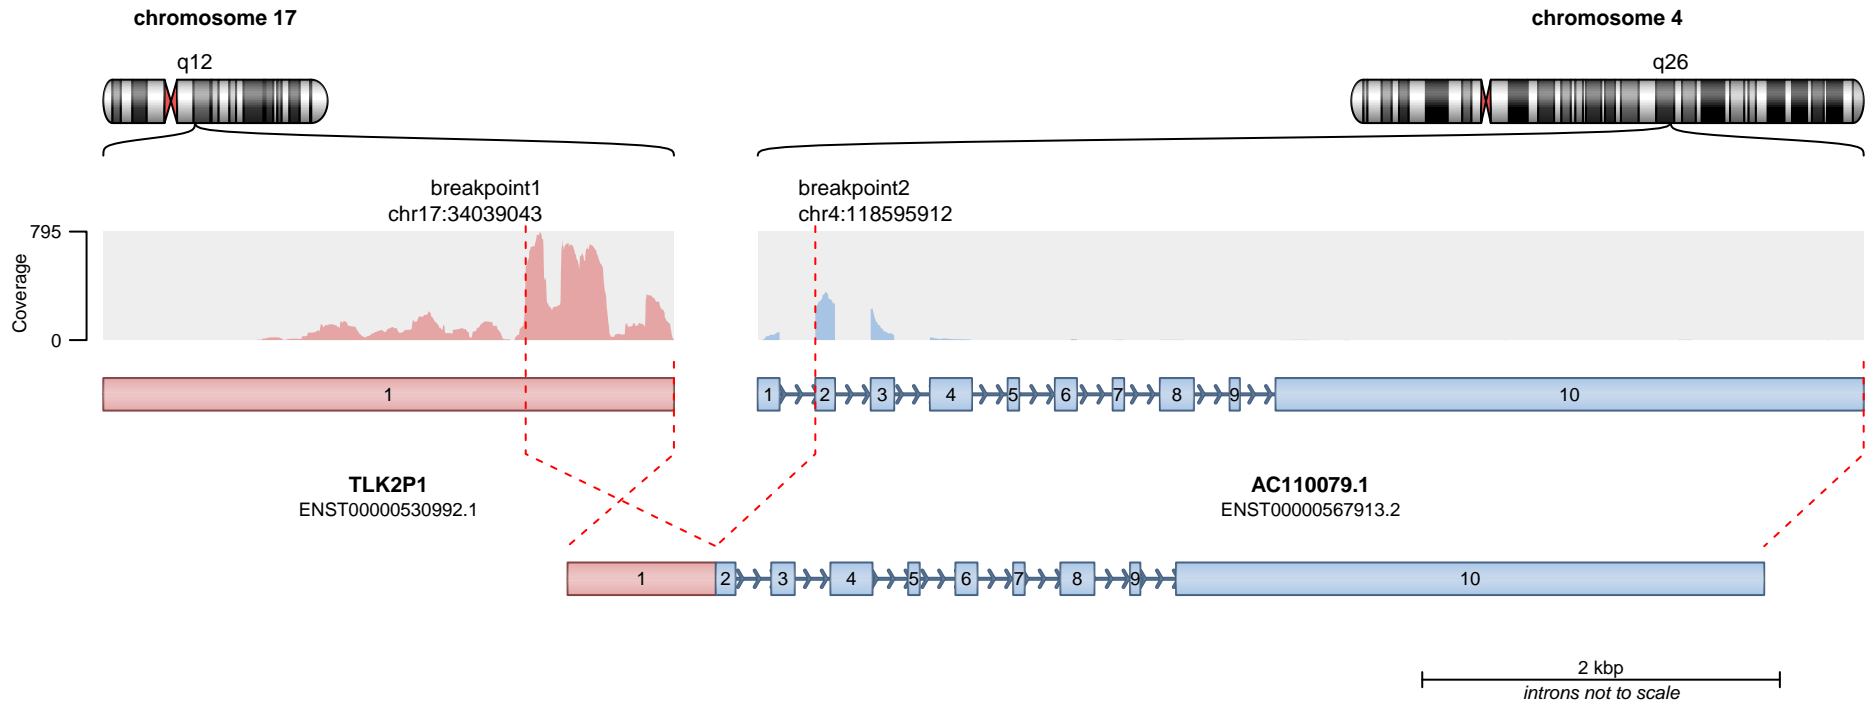 chromosome 17
chromosome 4
q12
q26
breakpoint1
chr17:34039043
breakpoint2
chr4:118595912
795
0
Coverage
1
1 2 3 4 5 6 7 8 9 10
TLK2P1
ENST00000530992.1
AC110079.1
ENST00000567913.2
1 2 3 4 5 6 7 8 9 10
2 kbp
introns not to scale